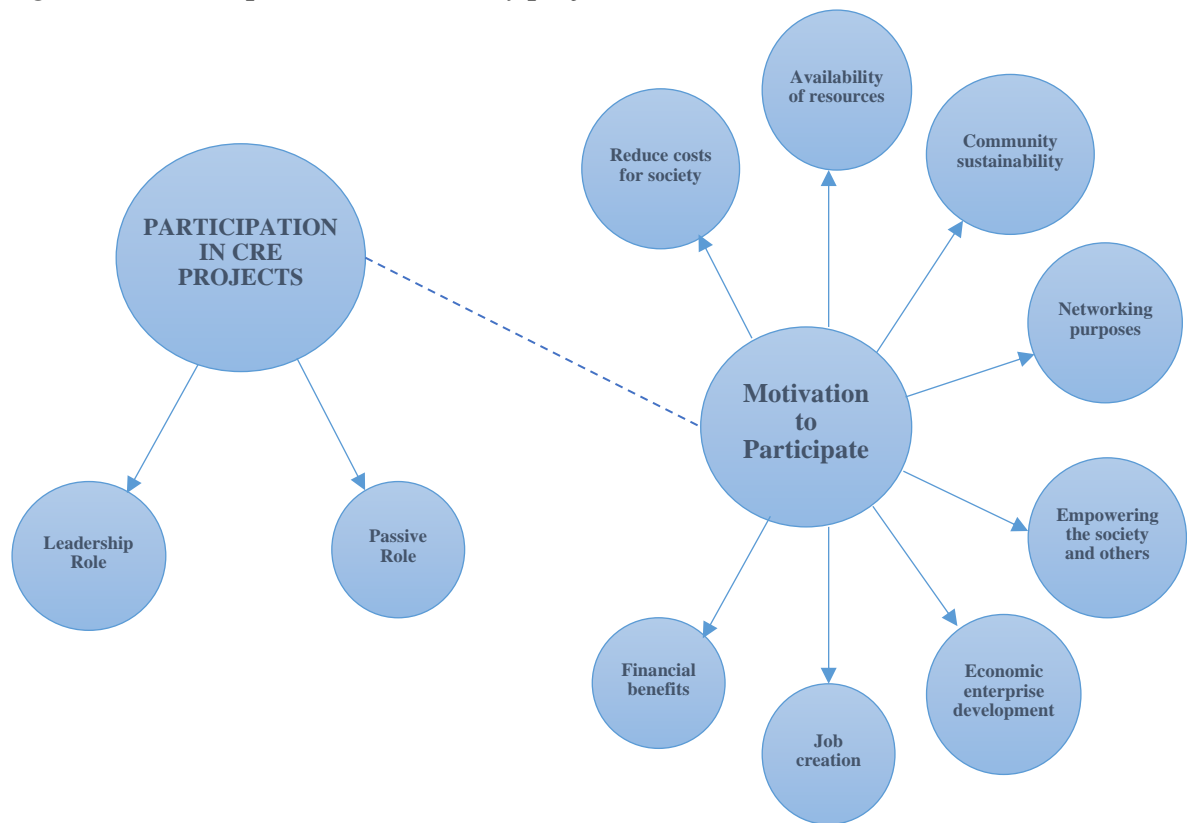 Availability
of resources
Reduce costs
for society
Community
sustainability
PARTICIPATION
IN CRE
PROJECTS
Networking
purposes
Motivation
to
Participate
Empowering
the society
and others
Leadership
Role
Passive
Role
Financial
benefits
Economic
enterprise
development
Job
creation